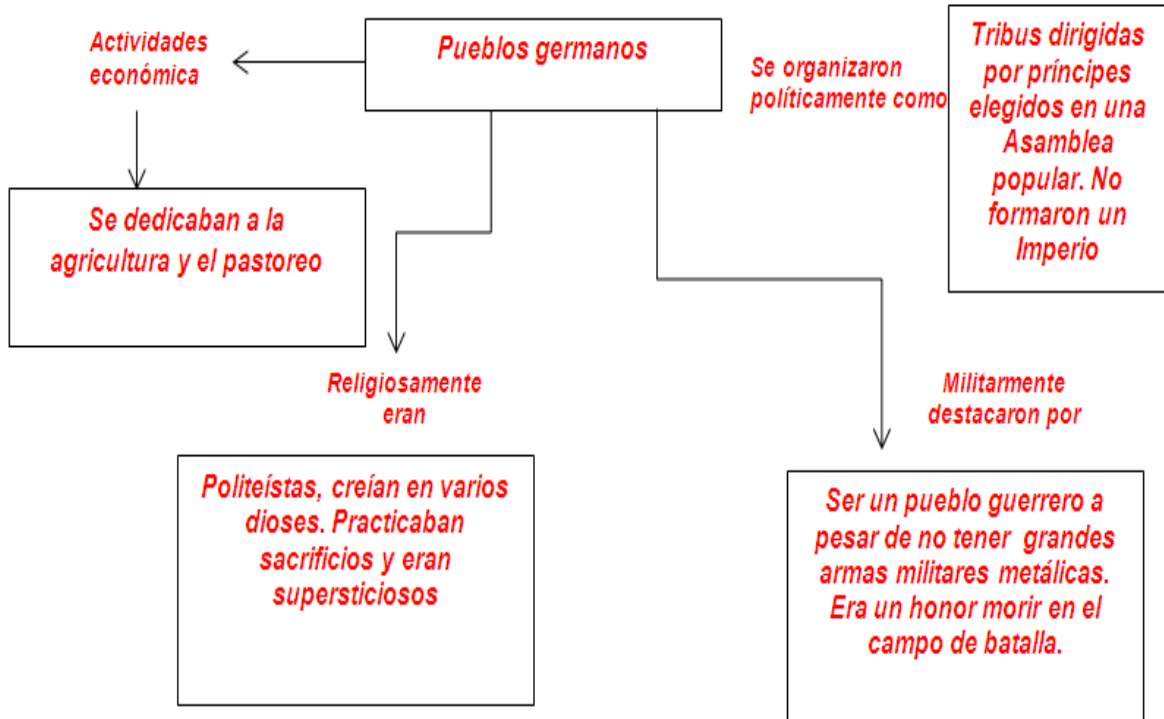 Pueblos germanos
Actividades
económica
Se dedicaban a la
agricultura y el pastoreo
Se organizaron
políticamente como
Tribus dirigidas
por príncipes
elegidos en una
Asamblea
popular. No
formaron un
Imperio
Religiosamente
eran
Politeístas, creían en varios
dioses. Practicaban
sacrificios y eran
supersticiosos
Militarmente
destacaron por
Ser un pueblo guerrero a
pesar de no tener grandes
armas militares metálicas.
Era un honor morir en el
campo de batalla.